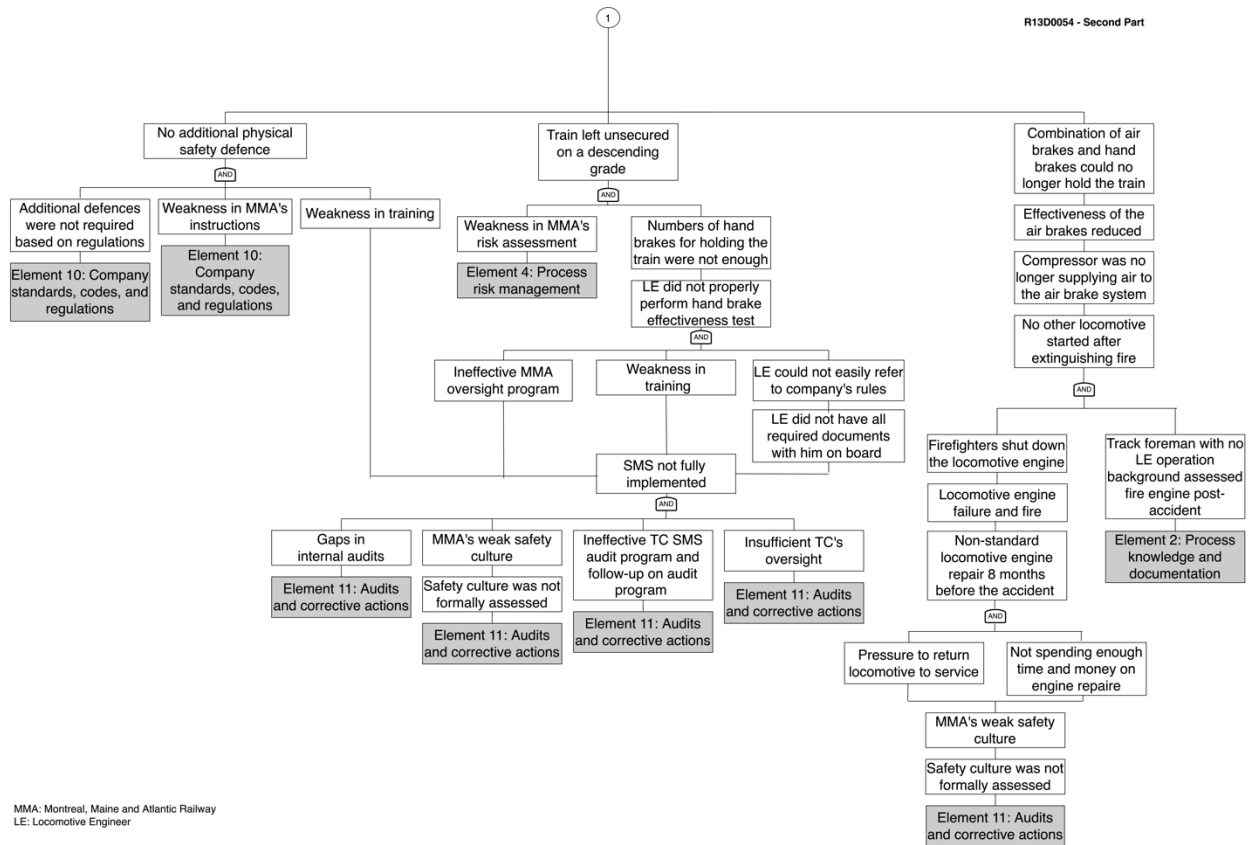 1
R13D0054 - Second Part
No additional physical
safety defence
AND
Additional defences
were not required
based on regulations
Element 10: Company
standards, codes, and
regulations
Weakness in MMA's
instructions
Element 10:
Company
standards, codes,
and regulations
Weakness in training
Train left unsecured
on a descending
grade
AND
Weakness in MMA's
risk assessment
Element 4: Process
risk management
Numbers of hand
brakes for holding the
train were not enough
LE did not properly
perform hand brake
effectiveness test
AND
Ineffective MMA
oversight program
Weakness in
training
LE could not easily refer
to company's rules
LE did not have all
required documents
with him on board
SMS not fully
implemented
AND
Gaps in
internal audits
Element 11: Audits
and corrective actions
MMA's weak safety
culture
Safety culture was not
formally assessed
Element 11: Audits
and corrective actions
Ineffective TC SMS
audit program and
follow-up on audit
program
Element 11: Audits
and corrective actions
Insufficient TC's
oversight
Element 11: Audits
and corrective actions
Combination of air
brakes and hand
brakes could no
longer hold the train
Effectiveness of the
air brakes reduced
Compressor was no
longer supplying air to
the air brake system
No other locomotive
started after
extinguishing fire
AND
Firefighters shut down
the locomotive engine
Locomotive engine
failure and fire
Non-standard
locomotive engine
repair 8 months
before the accident
AND
Pressure to return
locomotive to service
Not spending enough
time and money on
engine repaire
MMA's weak safety
culture
Safety culture was not
formally assessed
Element 11: Audits
and corrective actions
Track foreman with no
LE operation
background assessed
fire engine post-
accident
Element 2: Process
knowledge and
documentation
MMA: Montreal, Maine and Atlantic Railway
LE: Locomotive Engineer